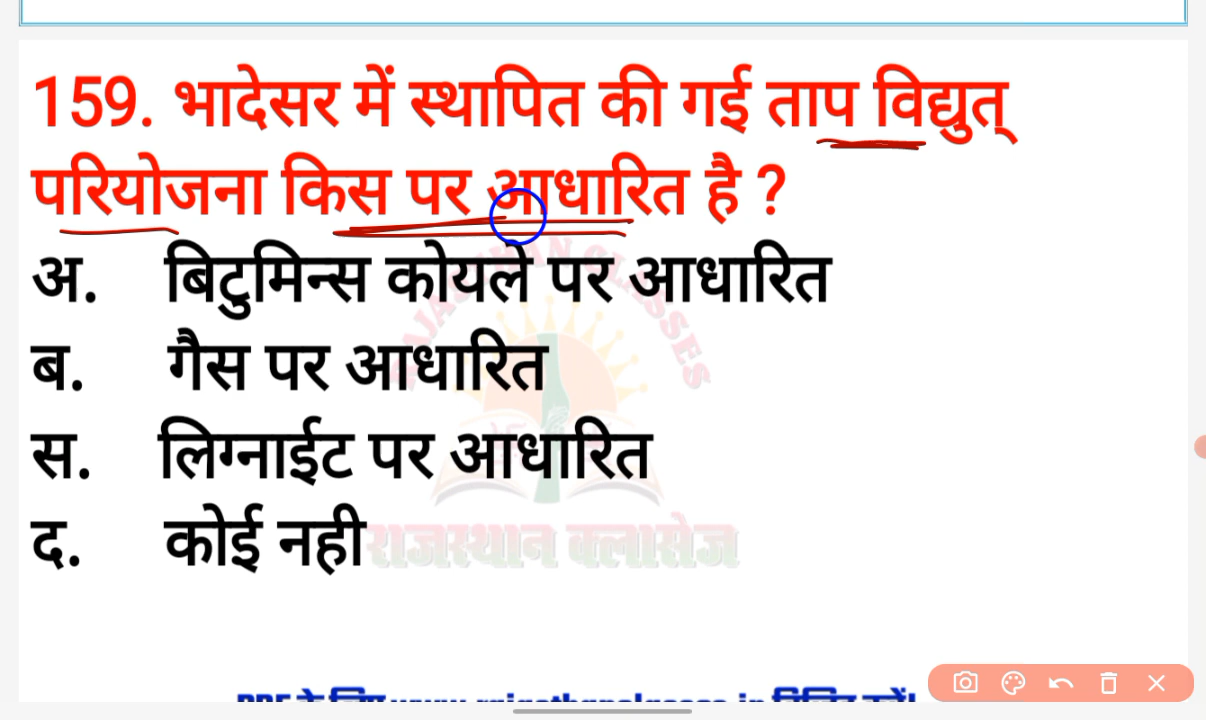 159. भादेसर में स्थापित की गई ताप विद्युत्
परियोजना किस पर आधारित है ?
अ. बिटुमिन्स कोयले पर आधारित
ब. गैस पर आधारित
स. लिग्नाईट पर आधारित
द. कोई नही
राजस्थान क्लासेज